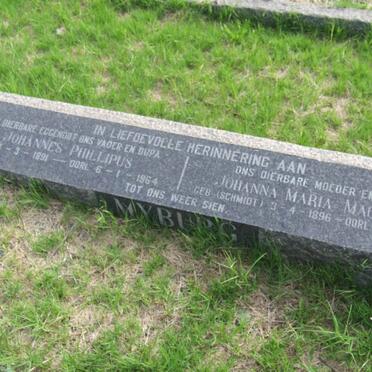 IN LIEFDEVOLLE HERINNERING AAN
DIERBARE EGGENOOT ONS VADER EN OUPA
JOHANNES PHILLIPUS
-3-1891 - OORL. 6-1-1964
ONS DIERBARE MOEDER EN
JOHANNA MARIA
GEB. (SCHMIDT) 3-4-1896 - OORL
TOT ONS WEER SIEN.
MYBURG